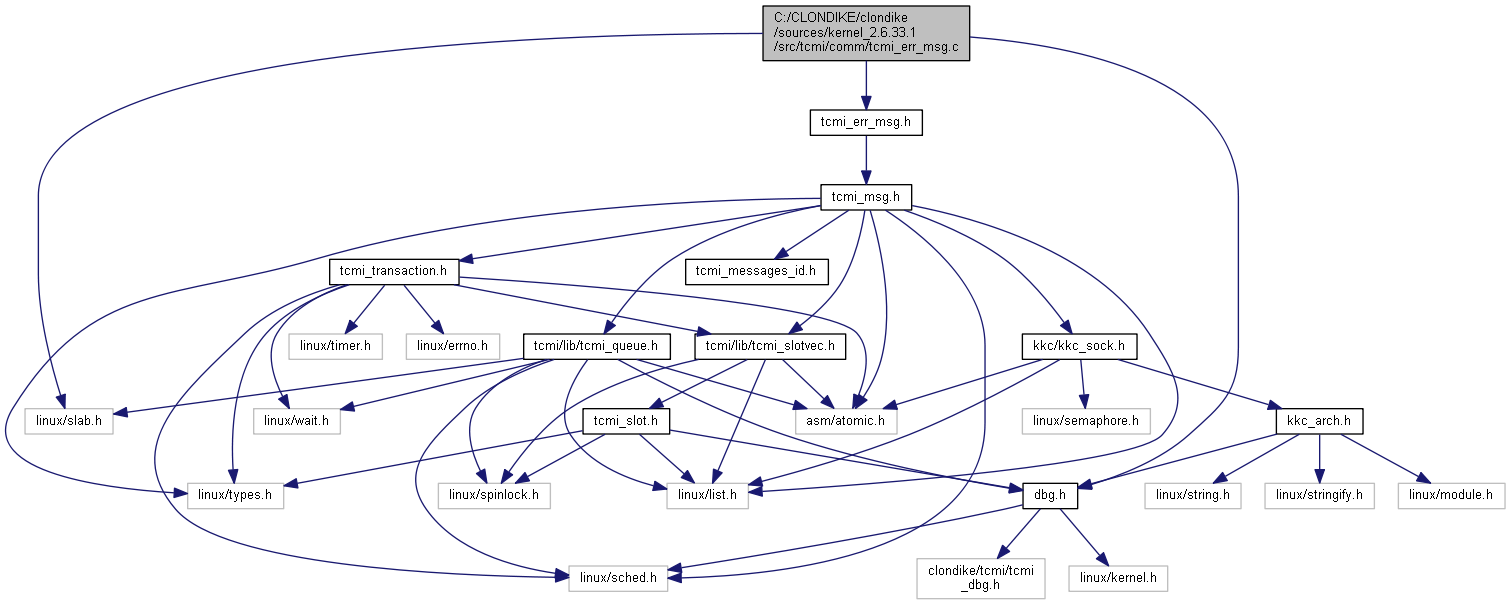 C:/CLONDIKE/clondike
/sources/kernel_2.6.33.1
/src/tcmi/comm/tcmi_err_msg.c
tcmi_err_msg.h
tcmi_msg.h
tcmi_transaction.h
tcmi_messages_id.h
linux/timer.h
linux/errno.h
tcmi/lib/tcmi_queue.h
tcmi/lib/tcmi_slotvec.h
kkc/kkc_sock.h
linux/slab.h
linux/wait.h
tcmi_slot.h
asm/atomic.h
linux/semaphore.h
kkc_arch.h
linux/types.h
linux/spinlock.h
linux/list.h
dbg.h
linux/string.h
linux/stringify.h
linux/module.h
linux/sched.h
clondike/tcmi/tcmi
_dbg.h
linux/kernel.h